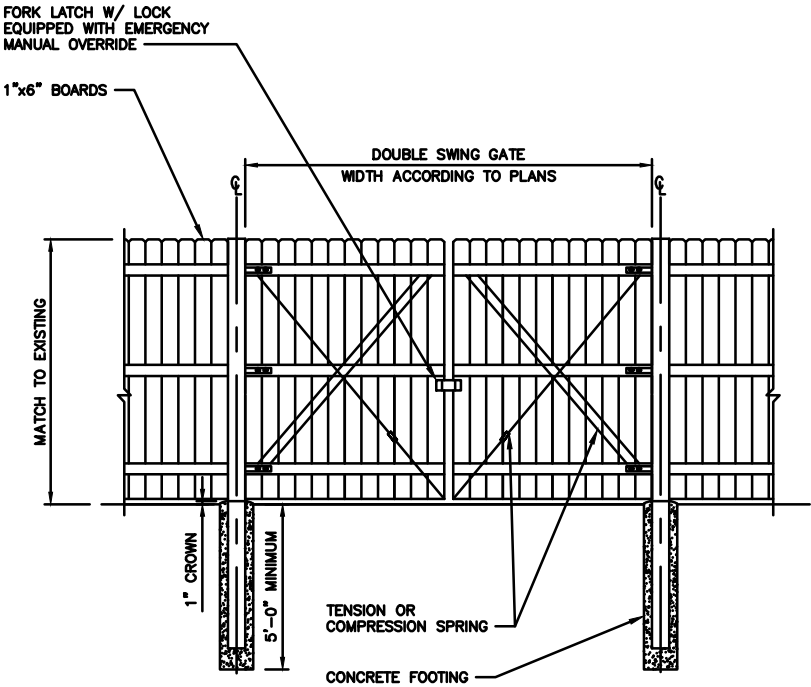 FORK LATCH W/ LOCK
EQUIPPED WITH EMERGENCY
MANUAL OVERRIDE
1"x6" BOARDS
DOUBLE SWING GATE
WIDTH ACCORDING TO PLANS
℄
℄
MATCH TO EXISTING
1" CROWN
5'-0" MINIMUM
TENSION OR
COMPRESSION SPRING
CONCRETE FOOTING